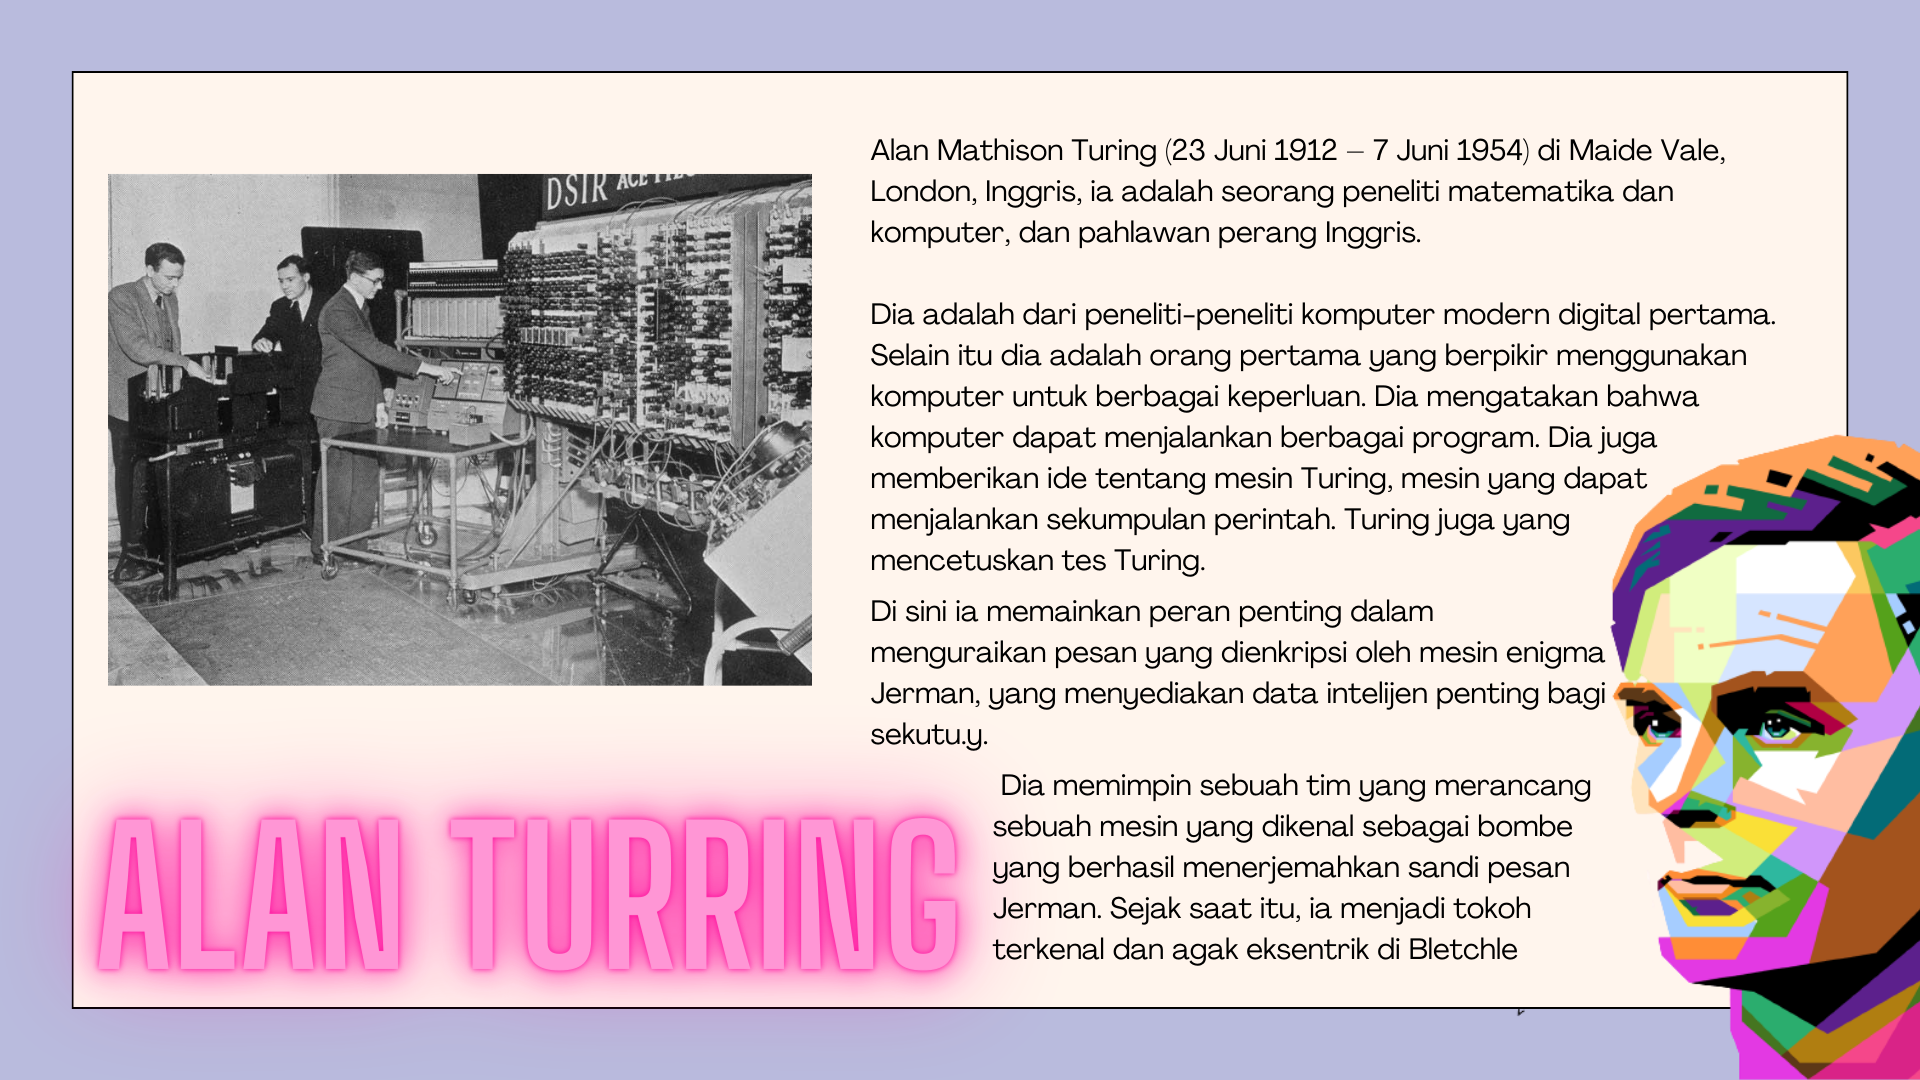 DSIR ACE
Alan Mathison Turing (23 Juni 1912 – 7 Juni 1954) di Maide Vale,
London, Inggris, ia adalah seorang peneliti matematika dan
komputer, dan pahlawan perang Inggris.
Dia adalah dari peneliti-peneliti komputer modern digital pertama.
Selain itu dia adalah orang pertama yang berpikir menggunakan
komputer untuk berbagai keperluan. Dia mengatakan bahwa
komputer dapat menjalankan berbagai program. Dia juga
memberikan ide tentang mesin Turing, mesin yang dapat
menjalankan sekumpulan perintah. Turing juga yang
mencetuskan tes Turing.
Di sini ia memainkan peran penting dalam
menguraikan pesan yang dienkripsi oleh mesin enigma
Jerman, yang menyediakan data intelijen penting bagi
sekutu.y.
Dia memimpin sebuah tim yang merancang
sebuah mesin yang dikenal sebagai bombe
yang berhasil menerjemahkan sandi pesan
Jerman. Sejak saat itu, ia menjadi tokoh
terkenal dan agak eksentrik di Bletchle
ALAN TURRING